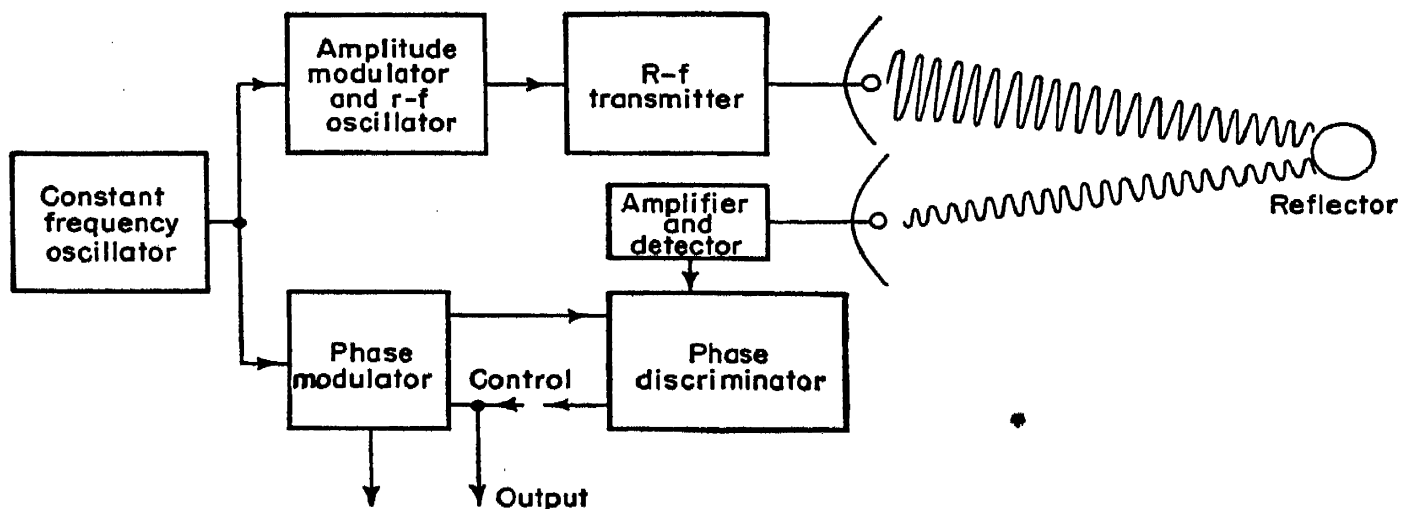 Amplitude
modulator
and r-f
oscillator
R-f
transmitter
Constant
frequency
oscillator
Amplifier
and
detector
Reflector
Phase
modulator
Control
Phase
discriminator
Output